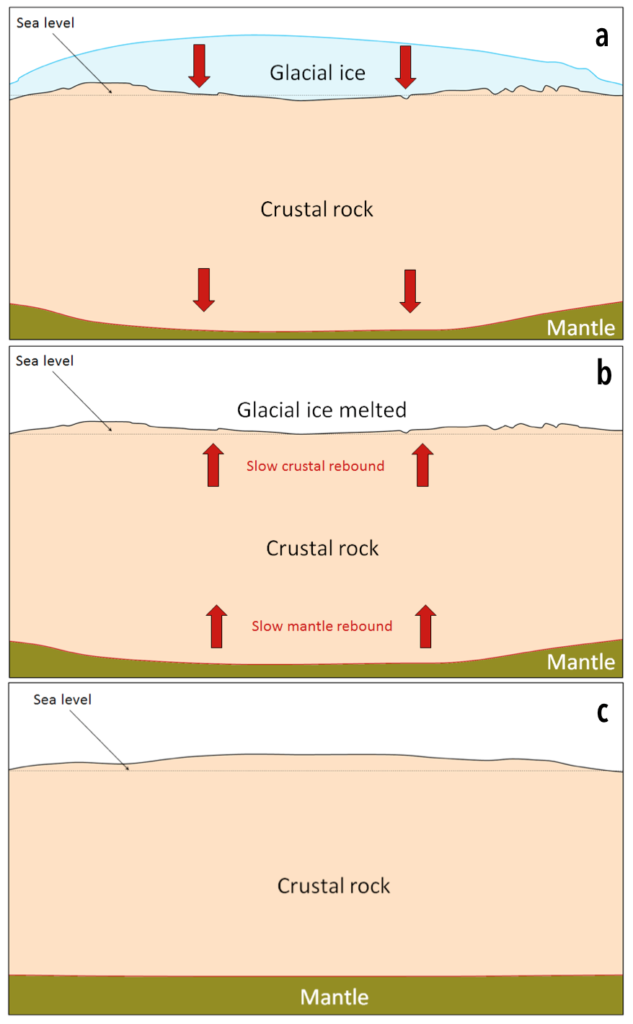 Sea level
a
Glacial ice
Crustal rock
Mantle
Sea level
b
Glacial ice melted
Slow crustal rebound
Crustal rock
Slow mantle rebound
Mantle
Sea level
c
Crustal rock
Mantle